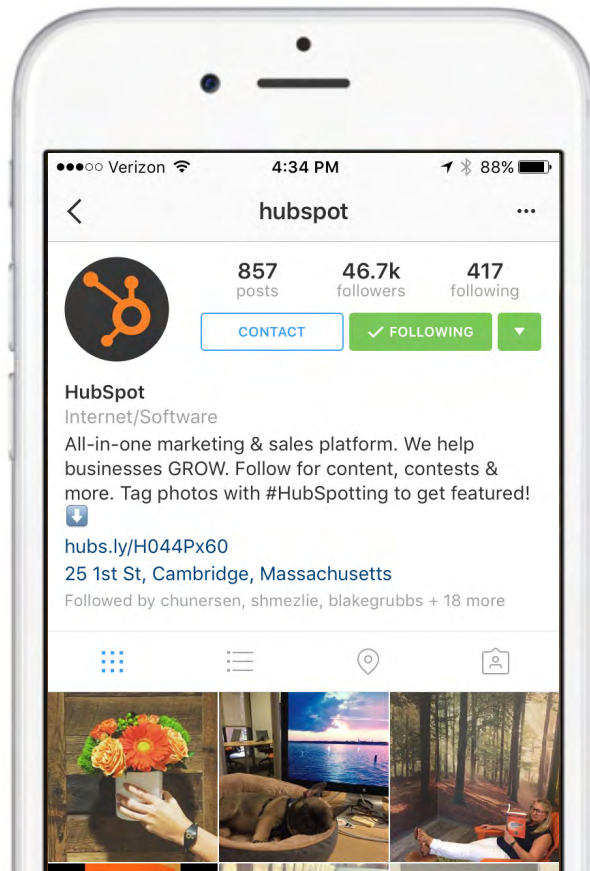 Verizon 4:34 PM 88%
hubspot
857 46.7k 417
posts followers following
CONTACT ✓ FOLLOWING ▼
HubSpot
Internet/Software
All-in-one marketing & sales platform. We help
businesses GROW. Follow for content, contests &
more. Tag photos with #HubSpotting to get featured!
⬇️
hubs.ly/H044Px60
25 1st St, Cambridge, Massachusetts
Followed by chunersen, shmezlie, blakegrubbs + 18 more